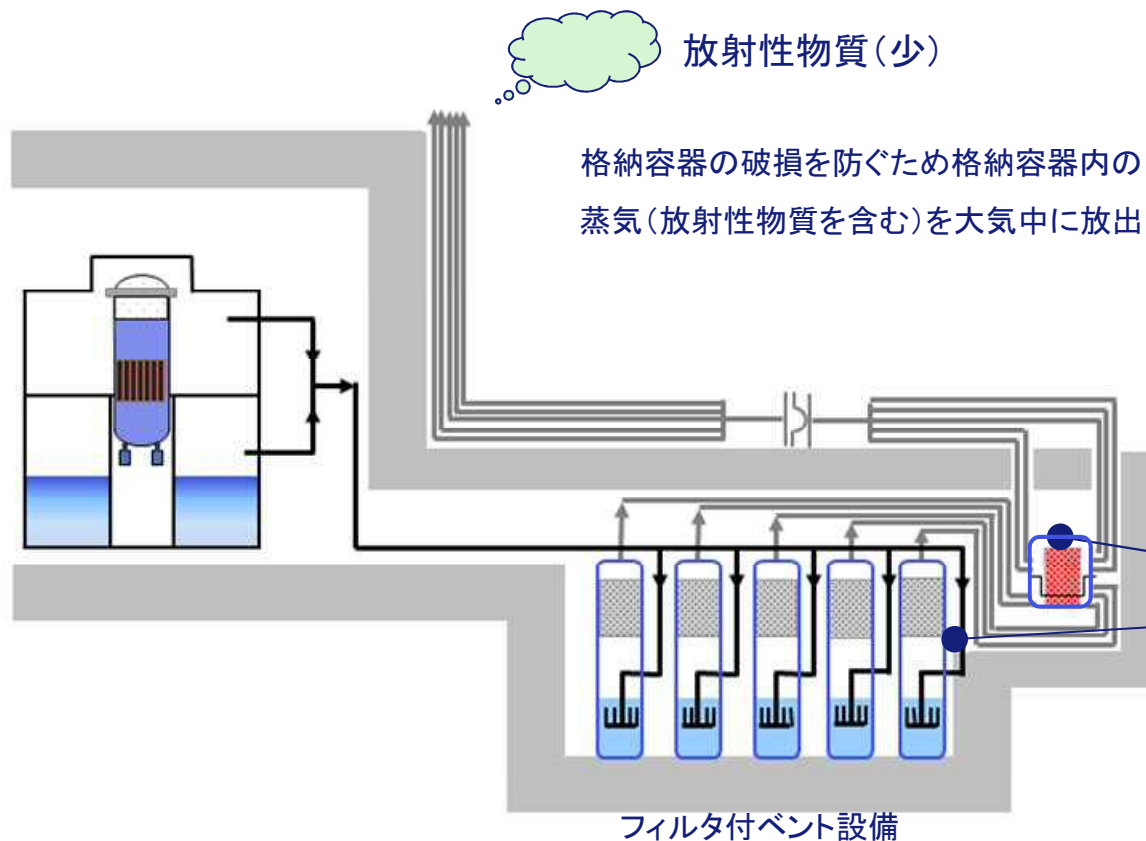 放射性物質(少)
格納容器の破損を防ぐため格納容器内の
蒸気(放射性物質を含む)を大気中に放出
フィルタ付ベント設備